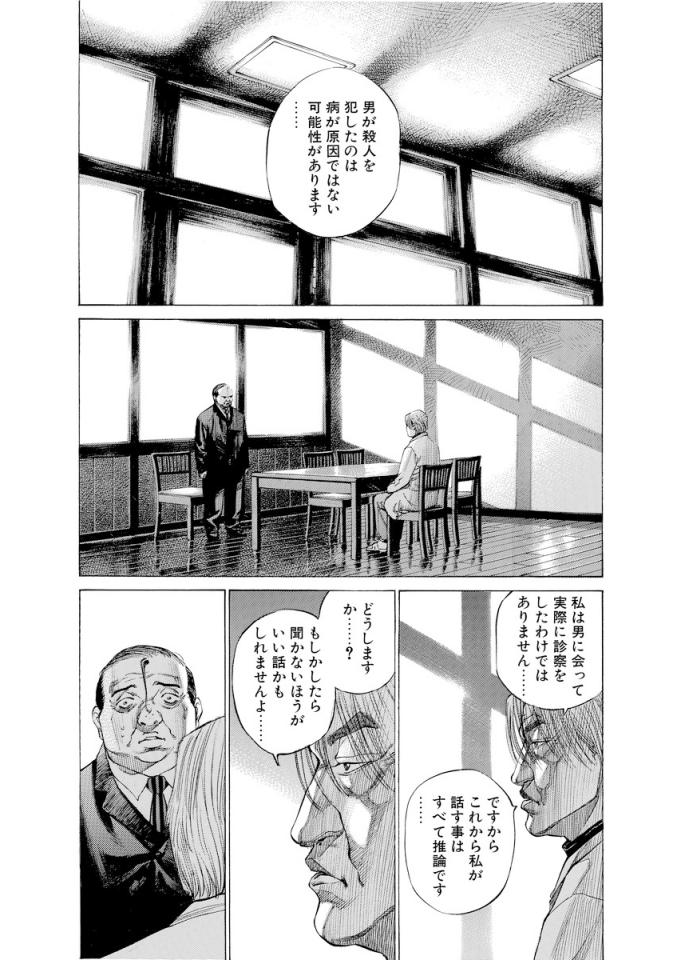 男が殺人を
犯したのは
病が原因ではない
可能性があります
……
私は男に会って
実際に診察を
したわけでは
ありません……
ですから
これから私が
話す事は
すべて推論です
……
どうします
か……？
もしかしたら
聞かないほうが
いい話かも
しれませんよ……